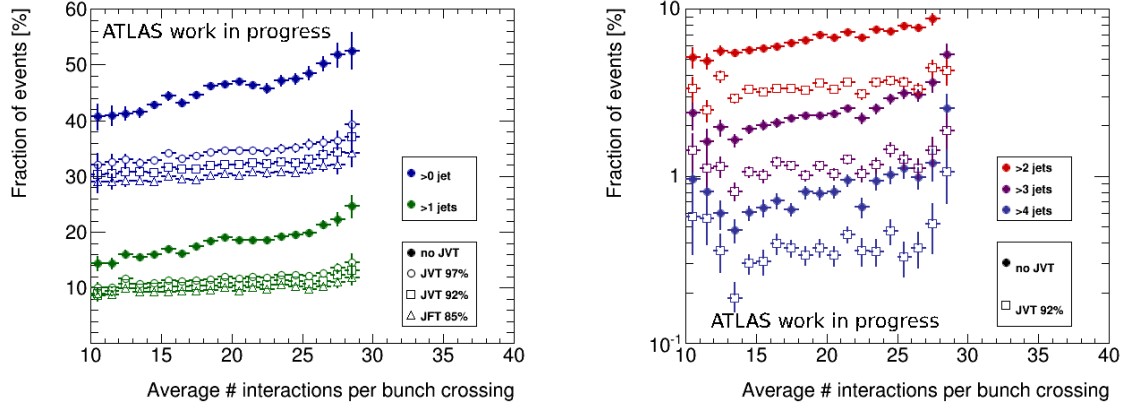 Fraction of events [%]
60
50
40
30
20
10
ATLAS work in progress
>0 jet
>1 jets
no JVT
JVT 97%
JVT 92%
JFT 85%
10 15 20 25 30 35 40
Average # interactions per bunch crossing
Fraction of events [%]
10
1
10-1
>2 jets
>3 jets
>4 jets
no JVT
JVT 92%
ATLAS work in progress
10 15 20 25 30 35 40
Average # interactions per bunch crossing